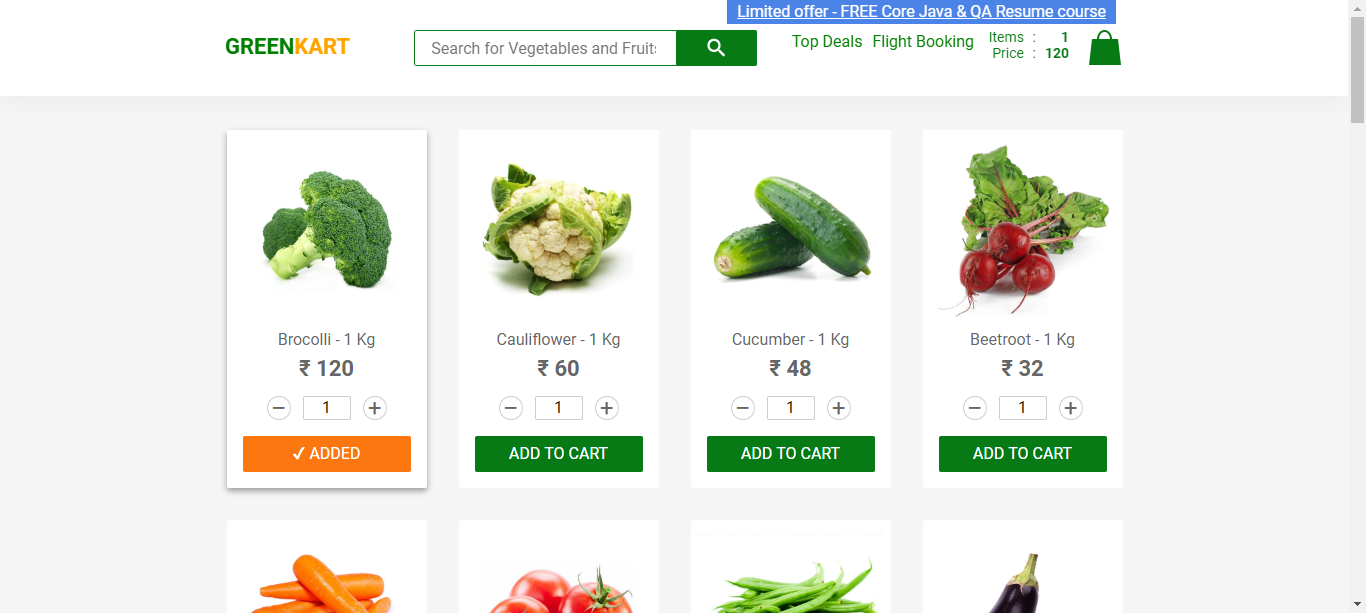 Limited offer - FREE Core Java & QA Resume course
GREENKART
Search for Vegetables and Fruit
Top Deals Flight Booking
Items : 1
Price : 120
Brocolli - 1 Kg
₹ 120
− 1 +
✓ ADDED
Cauliflower - 1 Kg
₹ 60
− 1 +
ADD TO CART
Cucumber - 1 Kg
₹ 48
− 1 +
ADD TO CART
Beetroot - 1 Kg
₹ 32
− 1 +
ADD TO CART